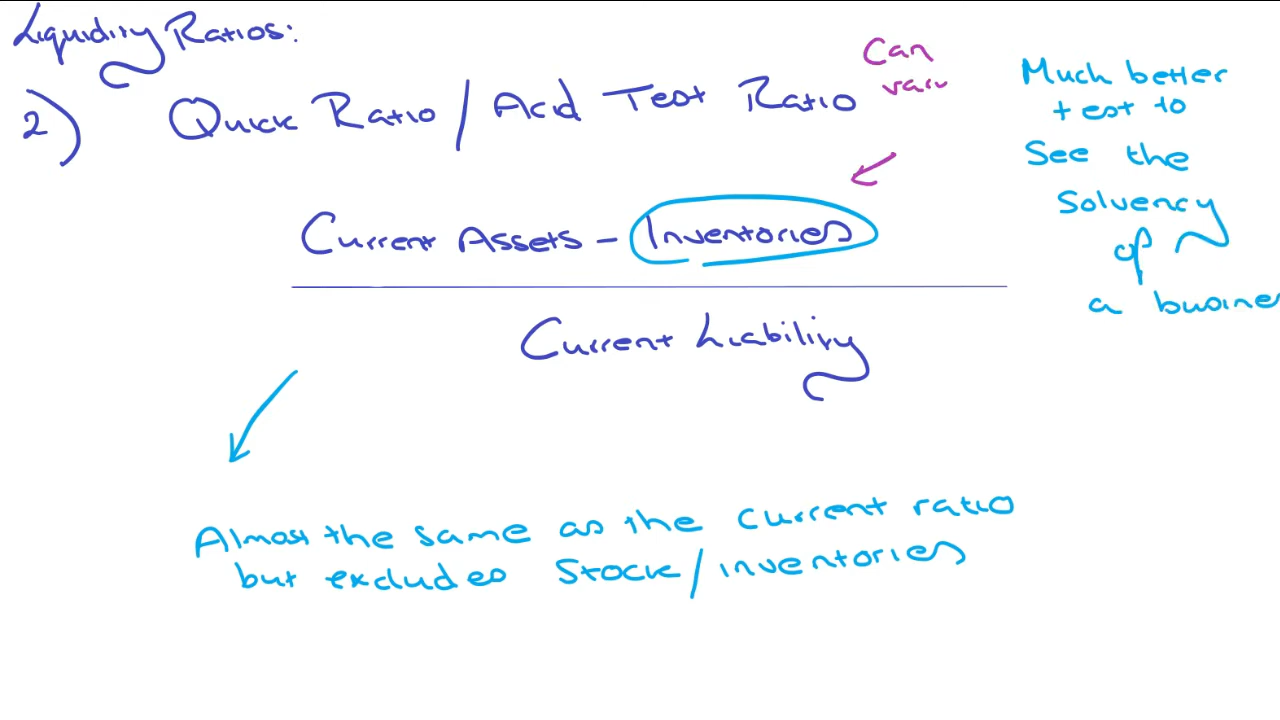 Liquidity Ratios:
2) Quick Ratio / Acid Test Ratio
Can
Current Assets - Inventories
Current Liability
Much better
test to
See the
Solvency
of
a busines
Almost the same as the current ratio
but excludes Stock/inventories